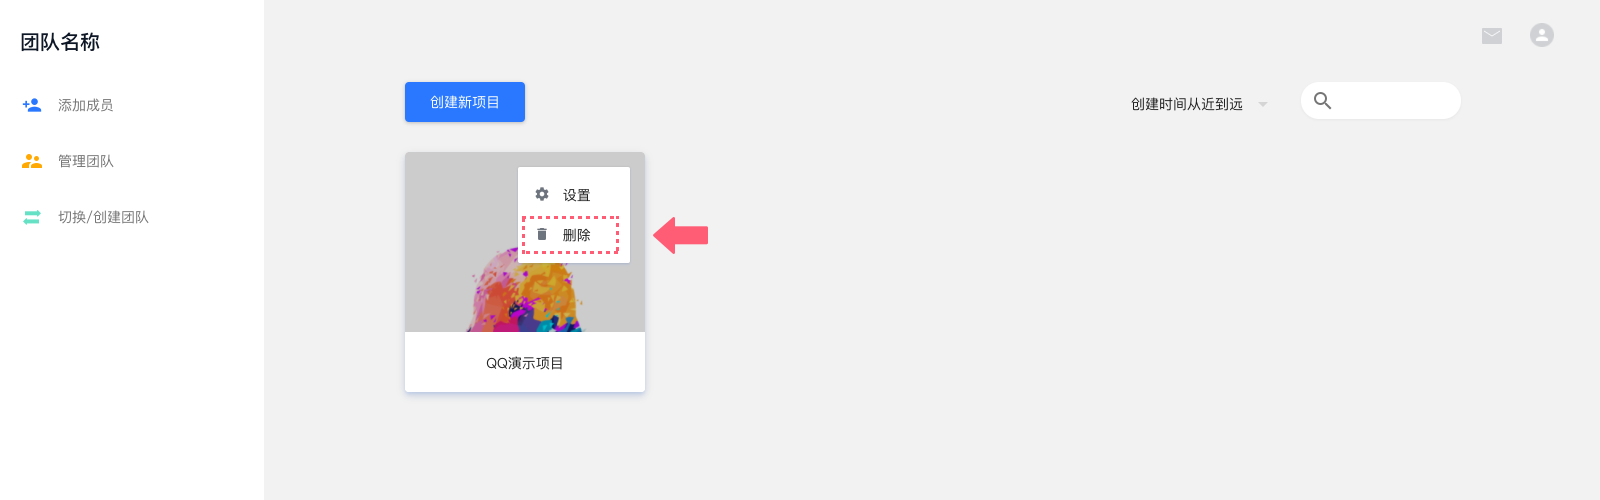 团队名称
添加成员
管理团队
切换/创建团队
创建新项目
创建时间从近到远
设置
删除
QQ演示项目